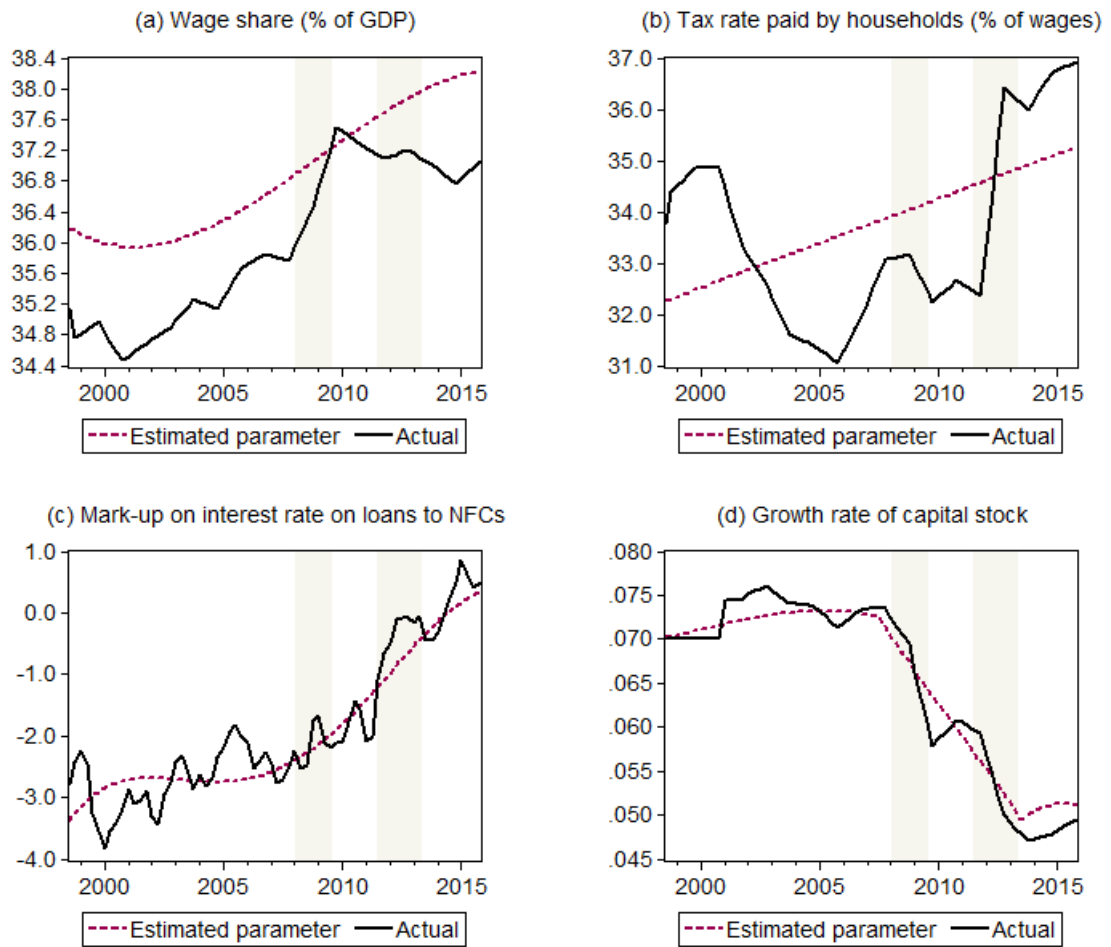 (a) Wage share (% of GDP)
38.4
38.0
37.6
37.2
36.8
36.4
36.0
35.6
35.2
34.8
34.4
2000 2005 2010 2015
Estimated parameter Actual
(b) Tax rate paid by households (% of wages)
37.0
36.0
35.0
34.0
33.0
32.0
31.0
2000 2005 2010 2015
Estimated parameter Actual
(c) Mark-up on interest rate on loans to NFCs
1.0
0.0
-1.0
-2.0
-3.0
-4.0
2000 2005 2010 2015
Estimated parameter Actual
(d) Growth rate of capital stock
.080
.075
.070
.065
.060
.055
.050
.045
2000 2005 2010 2015
Estimated parameter Actual